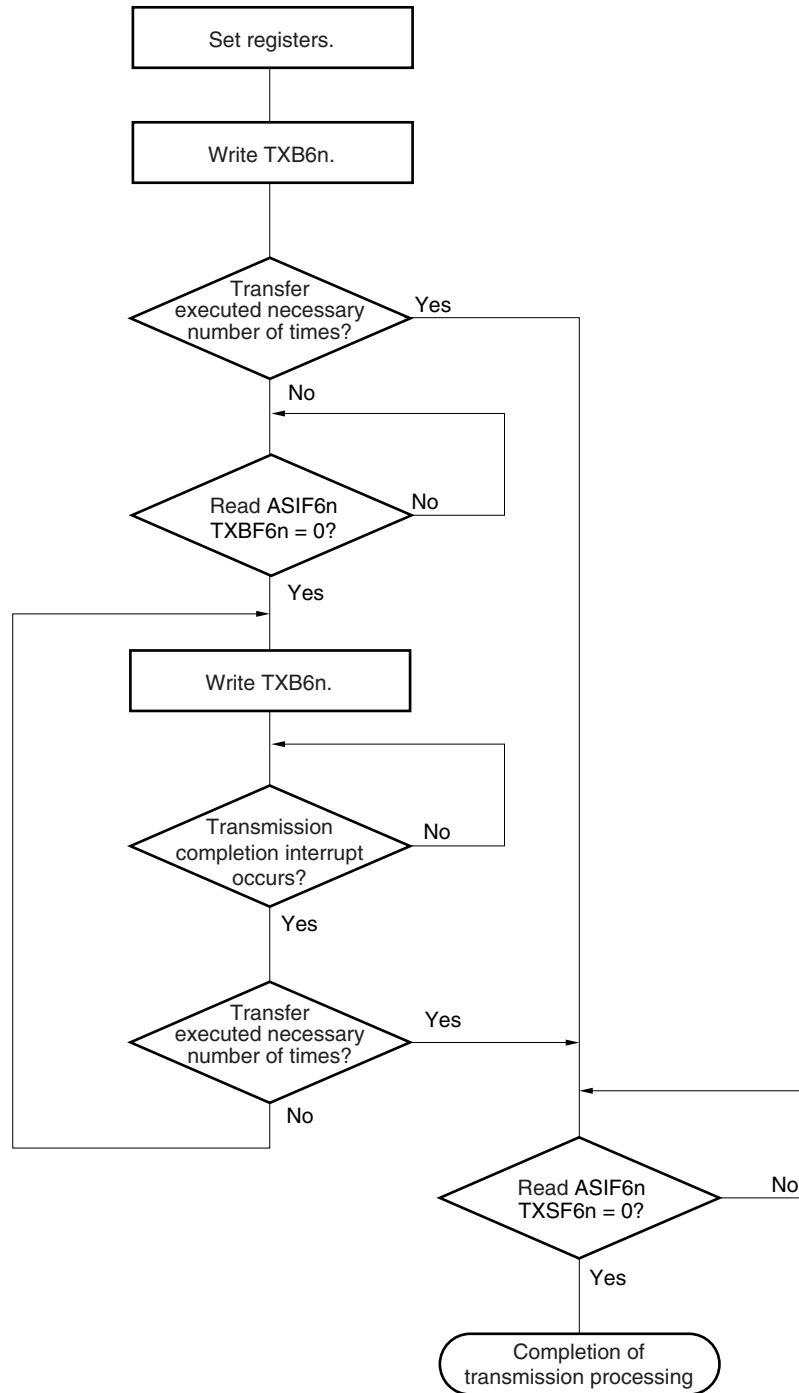 Set registers.
Write TXB6n.
Transfer
executed necessary
number of times?
Yes
No
Read ASIF6n
TXBF6n = 0?
No
Yes
Write TXB6n.
Transmission
completion interrupt
occurs?
No
Yes
Transfer
executed necessary
number of times?
Yes
No
Read ASIF6n
TXSF6n = 0?
No
Yes
Completion of
transmission processing